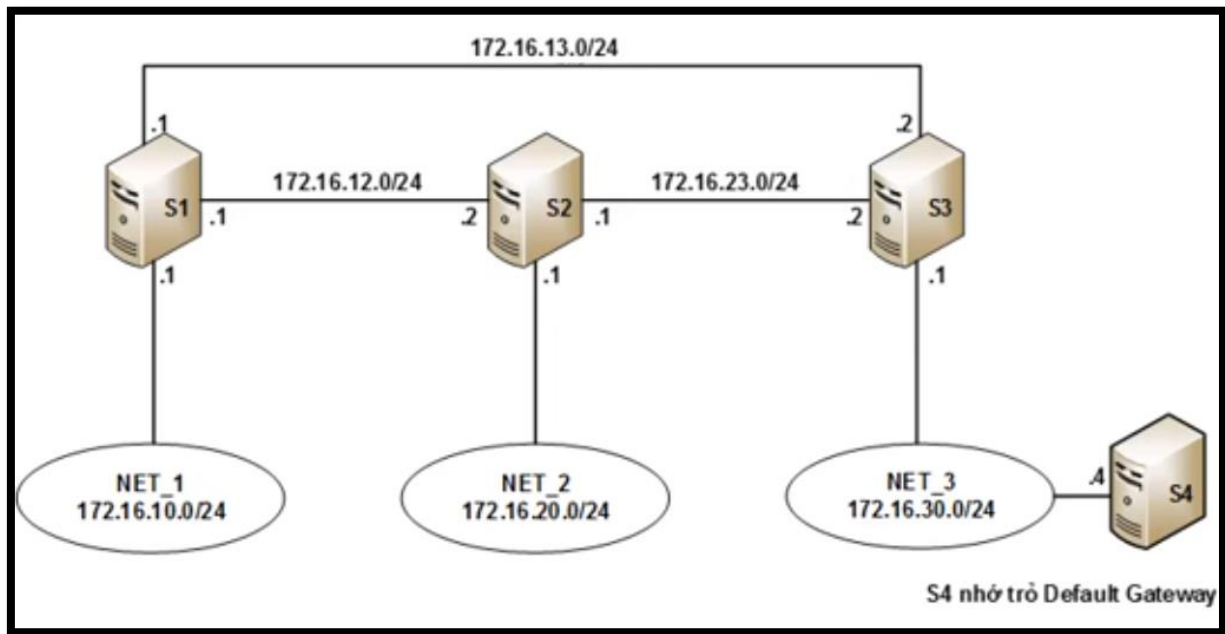 172.16.13.0/24
.1
.2
S1
172.16.12.0/24
S2
172.16.23.0/24
S3
.1
.2
.1
.2
.1
.1
.1
NET_1
172.16.10.0/24
NET_2
172.16.20.0/24
NET_3
172.16.30.0/24
.4
S4
S4 nhớ trỏ Default Gateway